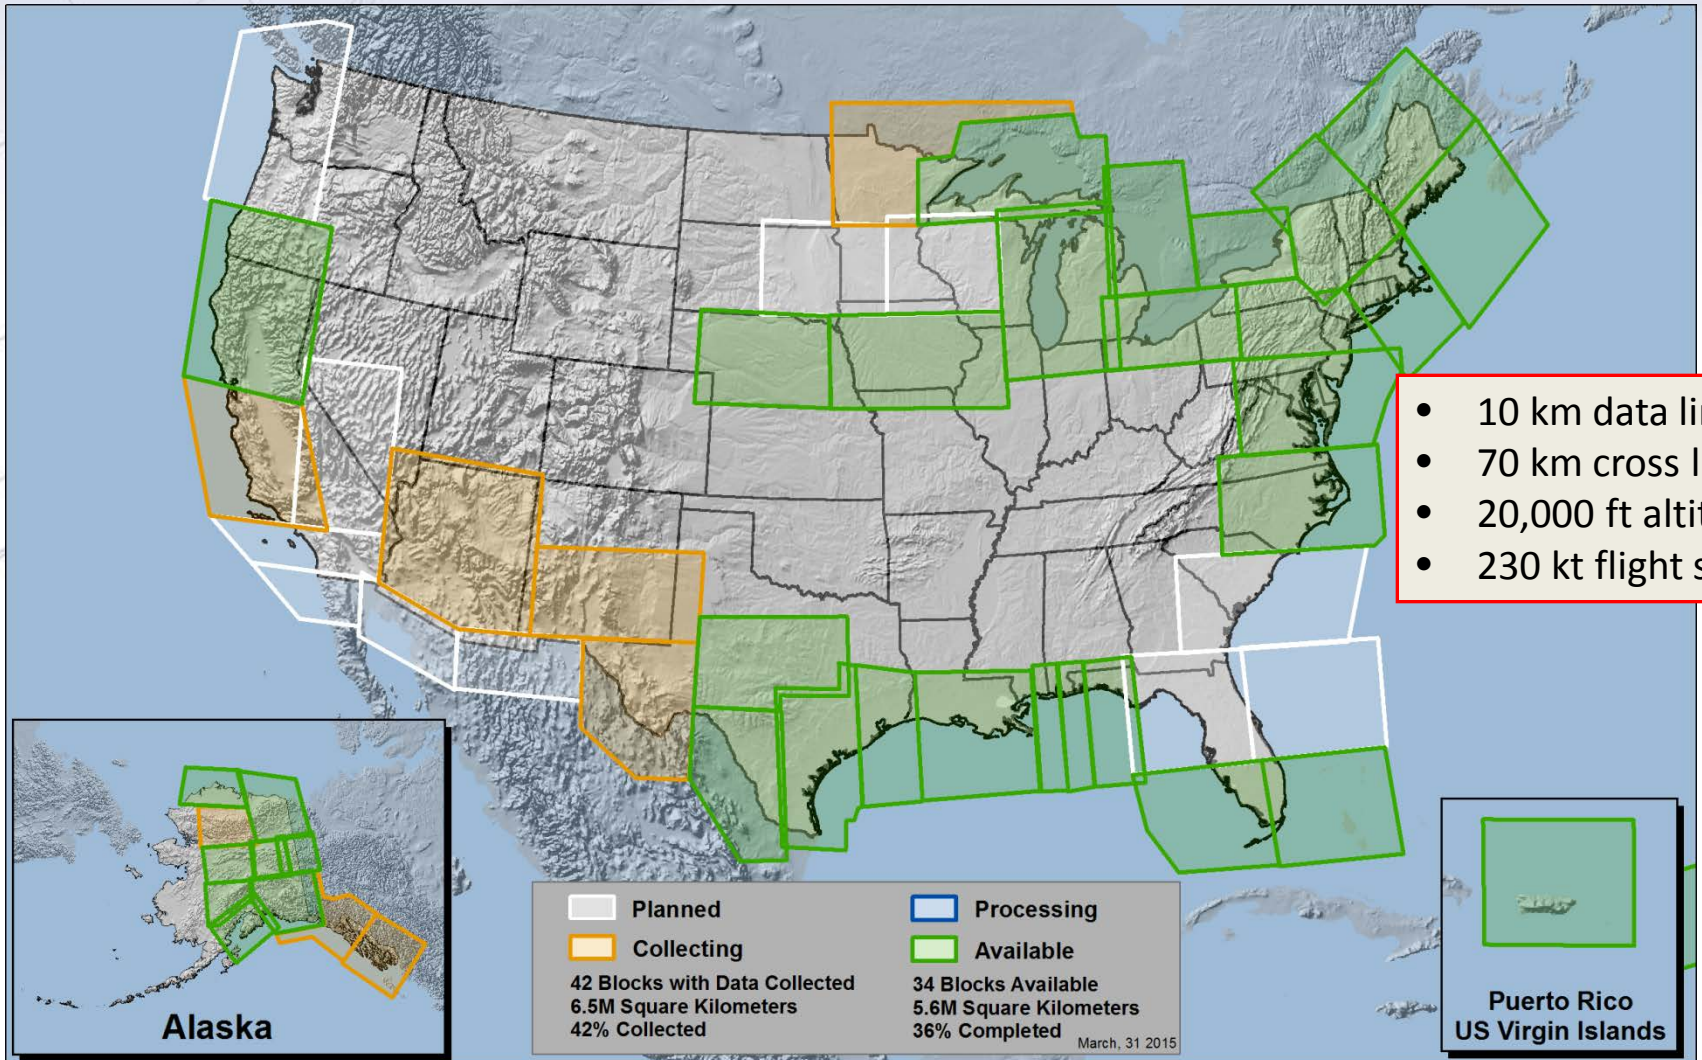 • 10 km data
• 70 km cross
• 20,000 ft
• 230 kt flight
Planned
Processing
Collecting
Available
42 Blocks with Data Collected
6.5M Square Kilometers
42% Collected
34 Blocks Available
5.6M Square Kilometers
36% Completed
March, 31 2015
Alaska
Puerto Rico
US Virgin Islands